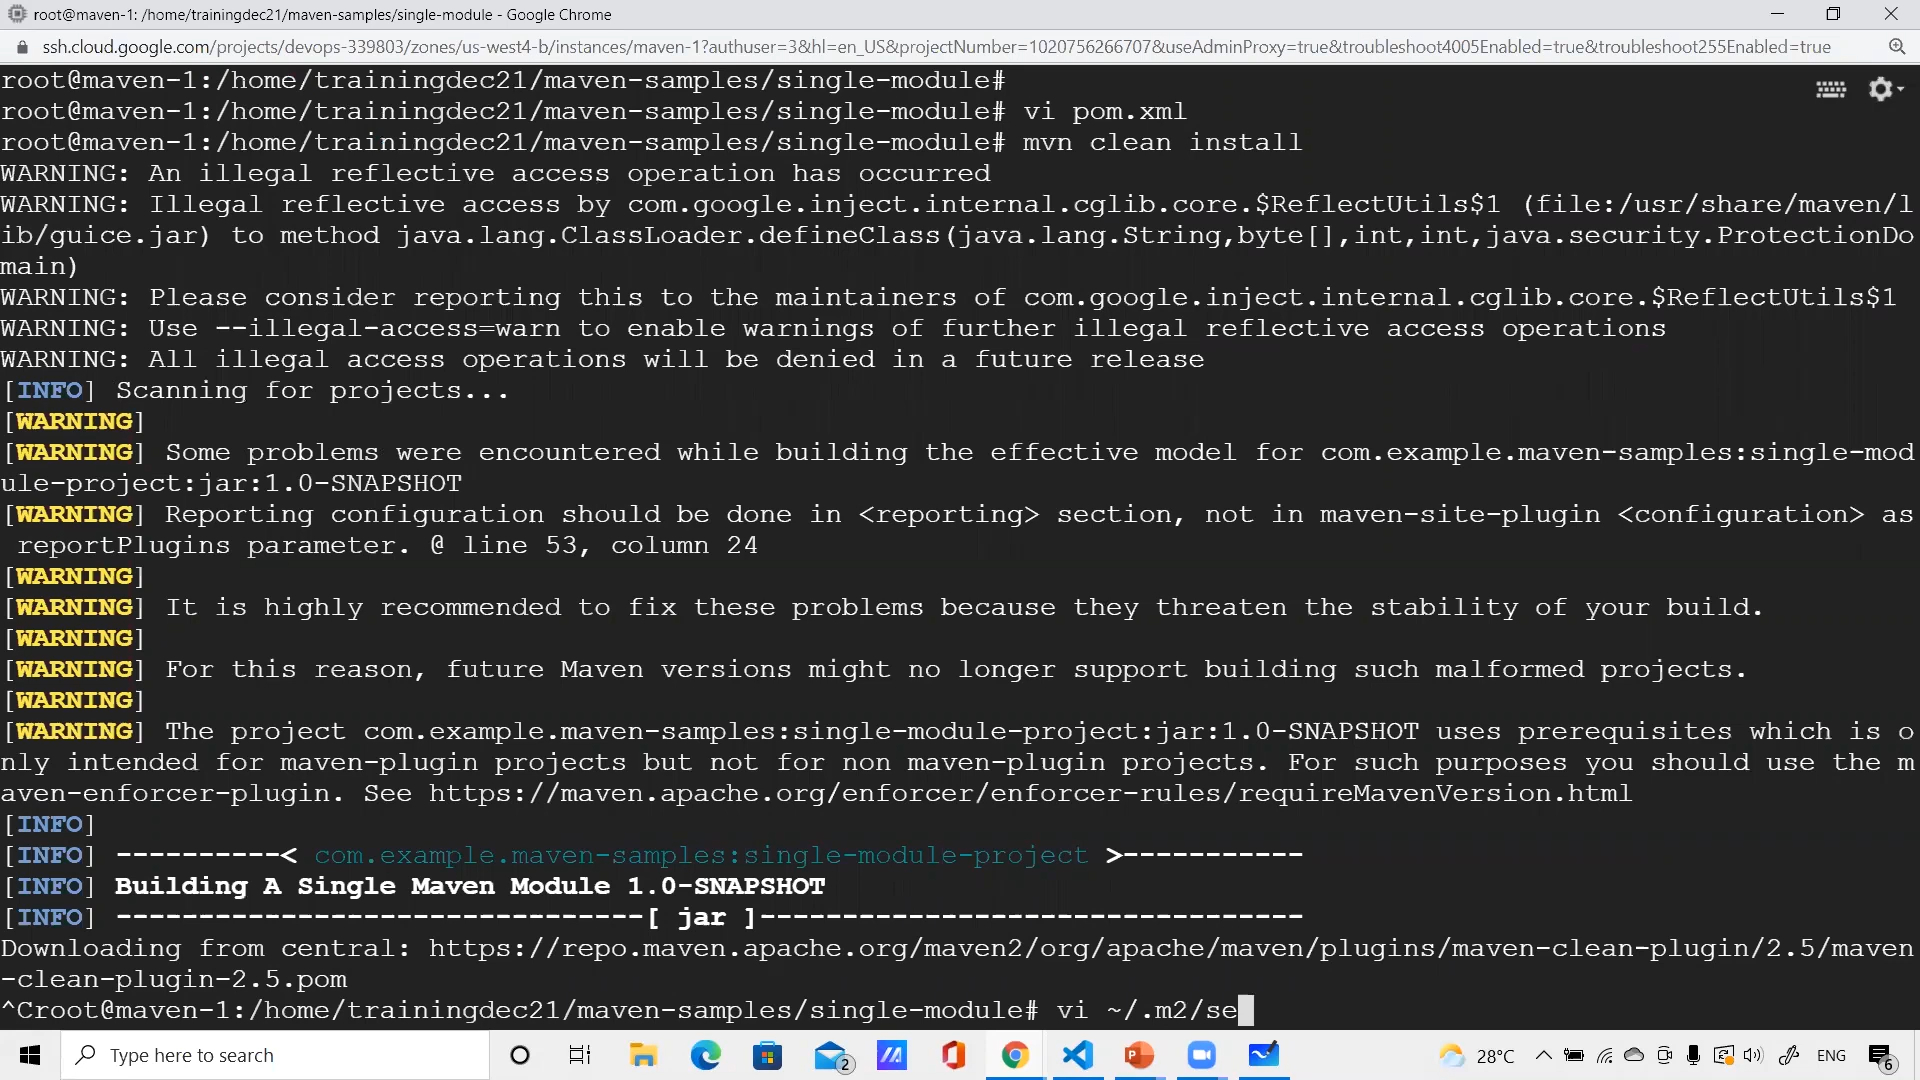 root@maven-1: /home/trainingdec21/maven-samples/single-module - Google Chrome
ssh.cloud.google.com/projects/devops-339803/zones/us-west4-b/instances/maven-1?authuser=3&hl=en_US&projectNumber=1020756266707&useAdminProxy=true&troubleshoot4005Enabled=true&troubleshoot255Enabled=true
root@maven-1:/home/trainingdec21/maven-samples/single-module#
root@maven-1:/home/trainingdec21/maven-samples/single-module# vi pom.xml
root@maven-1:/home/trainingdec21/maven-samples/single-module# mvn clean install
WARNING: An illegal reflective access operation has occurred
WARNING: Illegal reflective access by com.google.inject.internal.cglib.core.$ReflectUtils$1 (file:/usr/share/maven/l
ib/guice.jar) to method java.lang.ClassLoader.defineClass(java.lang.String,byte[],int,int,java.security.ProtectionDo
main)
WARNING: Please consider reporting this to the maintainers of com.google.inject.internal.cglib.core.$ReflectUtils$1
WARNING: Use --illegal-access=warn to enable warnings of further illegal reflective access operations
WARNING: All illegal access operations will be denied in a future release
[INFO] Scanning for projects...
[WARNING]
[WARNING] Some problems were encountered while building the effective model for com.example.maven-samples:single-mod
ule-project:jar:1.0-SNAPSHOT
[WARNING] Reporting configuration should be done in <reporting> section, not in maven-site-plugin <configuration> as
 reportPlugins parameter. @ line 53, column 24
[WARNING]
[WARNING] It is highly recommended to fix these problems because they threaten the stability of your build.
[WARNING]
[WARNING] For this reason, future Maven versions might no longer support building such malformed projects.
[WARNING]
[WARNING] The project com.example.maven-samples:single-module-project:jar:1.0-SNAPSHOT uses prerequisites which is o
nly intended for maven-plugin projects but not for non maven-plugin projects. For such purposes you should use the m
aven-enforcer-plugin. See https://maven.apache.org/enforcer/enforcer-rules/requireMavenVersion.html
[INFO]
[INFO] ----------< com.example.maven-samples:single-module-project >-----------
[INFO] Building A Single Maven Module 1.0-SNAPSHOT
[INFO] --------------------------------[ jar ]---------------------------------
Downloading from central: https://repo.maven.apache.org/maven2/org/apache/maven/plugins/maven-clean-plugin/2.5/maven
-clean-plugin-2.5.pom
^Croot@maven-1:/home/trainingdec21/maven-samples/single-module# vi ~/.m2/se
Type here to search
2
28°C
ENG
6